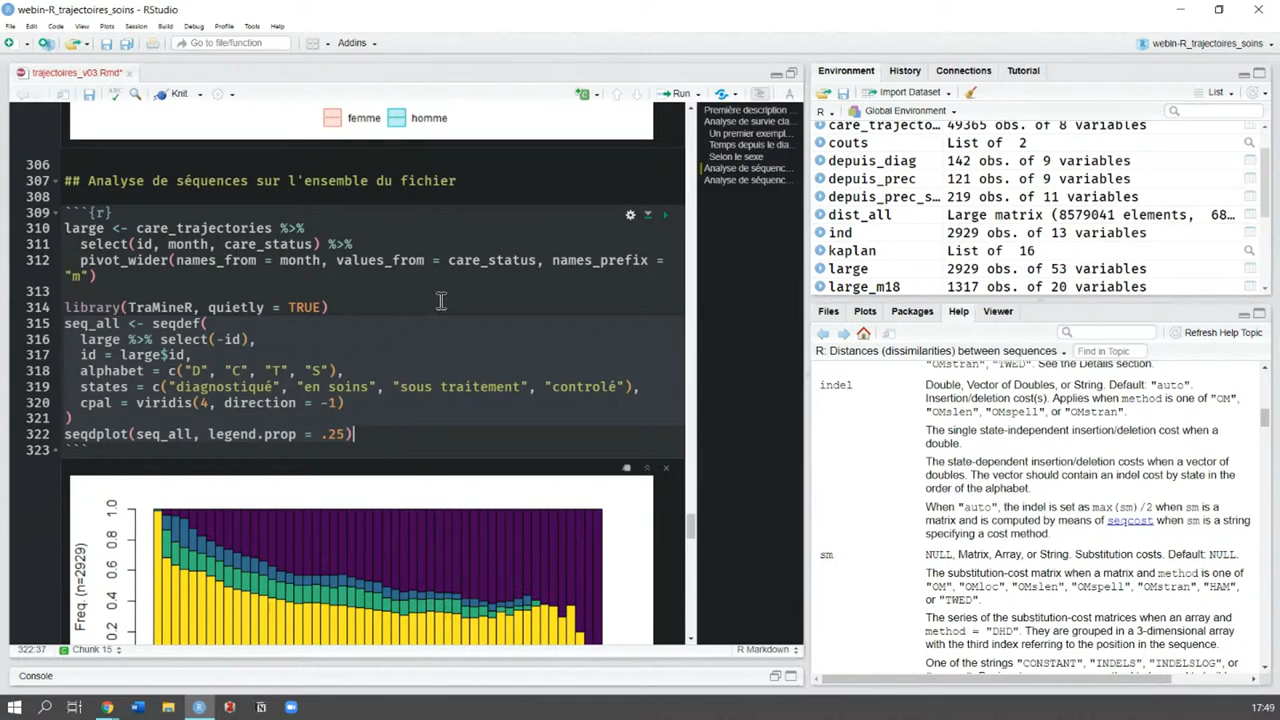 webin-R_trajectoires_soins - RStudio
File Edit Code View Plots Session Build Debug Profile Tools Help
Go to file/function
Addins
webin-R_trajectoires_soins
trajectoires_v03.Rmd*
Knit
Run
femme homme
306
307 ## Analyse de séquences sur l'ensemble du fichier
308
309 ```{r}
310 large <- care_trajectories %>%
311 select(id, month, care_status) %>%
312 pivot_wider(names_from = month, values_from = care_status, names_prefix =
"m")
313
314 library(TraMineR, quietly = TRUE)
315 seq_all <- seqdef(
316 large %>% select(-id),
317 id = large$id,
318 alphabet = c("D", "C", "T", "S"),
319 states = c("diagnostiqué", "en soins", "sous traitement", "controlé"),
320 cpal = viridis(4, direction = -1)
321 )
322 seqdplot(seq_all, legend.prop = .25)
323 ```
Freq. (n=2929)
1.0
0.8
0.6
0.4
0.2
322:37 Chunk 15 R Markdown
Console
Première description
Analyse de survie cla...
Un premier exempl...
Temps depuis le dia...
Selon le sexe
Analyse de séquenc...
Analyse de séquenc...
Environment History Connections Tutorial
Import Dataset List
R Global Environment
care_trajecto... 49365 obs. of 8 variables
couts List of 2
depuis_diag 142 obs. of 9 variables
depuis_prec 121 obs. of 9 variables
depuis_prec_s... 219 obs. of 11 variables
dist_all Large matrix (8579041 elements, 68...
ind 2929 obs. of 13 variables
kaplan List of 16
large 2929 obs. of 53 variables
large_m18 1317 obs. of 20 variables
Files Plots Packages Help Viewer
Refresh Help Topic
R: Distances (dissimilarities) between sequences Find in Topic
"OMstran", "TWED". See the Details section.
indel Double, Vector of Doubles, or String. Default: "auto".
Insertion/deletion cost(s). Applies when method is one of "OM",
"OMslen", "OMspell", or "OMstran".
The single state-independent insertion/deletion cost when a
double.
The state-dependent insertion/deletion costs when a vector of
doubles. The vector should contain an indel cost by state in the
order of the alphabet.
When "auto", the indel is set as max(sm)/2 when sm is a
matrix and is computed by means of seqcost when sm is a string
specifying a cost method.
sm NULL, Matrix, Array, or String. Substitution costs. Default: NULL.
The substitution-cost matrix when a matrix and method is one of
"OM", "OMloc", "OMslen", "OMspell", "OMstran", "HAM",
or "TWED".
The series of the substitution-cost matrices when an array and
method = "DHD". They are grouped in a 3-dimensional array
with the third index referring to the position in the sequence.
One of the strings "CONSTANT", "INDELS", "INDELSLOG", or
17:49